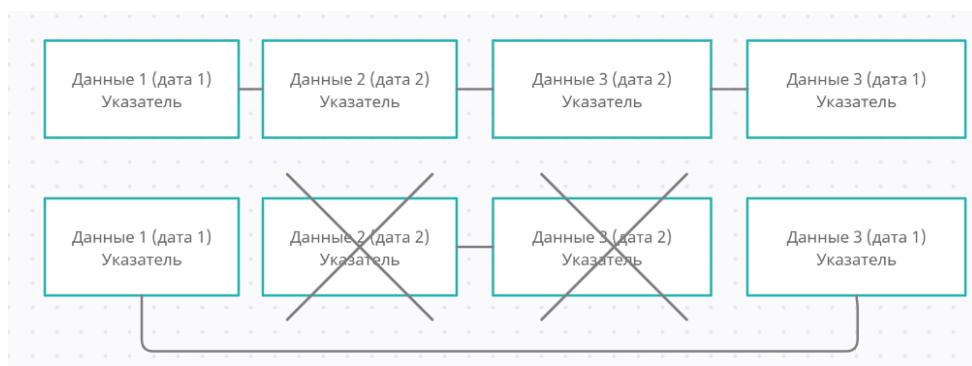 Данные 1 (дата 1)
Указатель
Данные 2 (дата 2)
Указатель
Данные 3 (дата 2)
Указатель
Данные 3 (дата 1)
Указатель
Данные 1 (дата 1)
Указатель
Данные 2 (дата 2)
Указатель
Данные 3 (дата 2)
Указатель
Данные 3 (дата 1)
Указатель